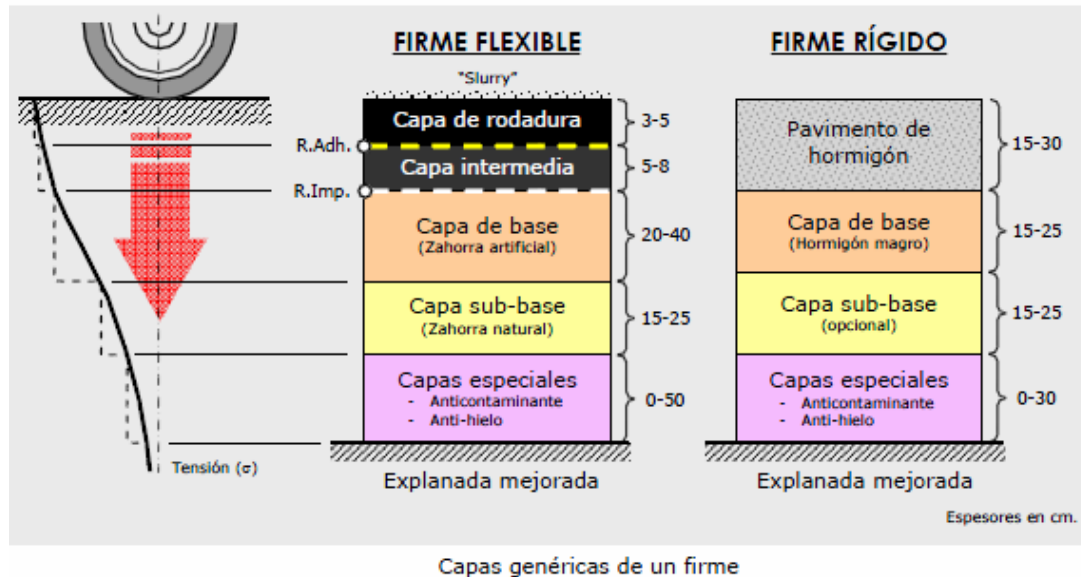 FIRME FLEXIBLE
"Slurry"
Capa de rodadura
3-5
R.Adh.
Capa intermedia
5-8
R.Imp.
Capa de base
(Zahorra artificial)
20-40
Capa sub-base
(Zahorra natural)
15-25
Capas especiales
- Anticontaminante
- Anti-hielo
0-50
Tensión (σ)
Explanada mejorada
FIRME RÍGIDO
Pavimento de
hormigón
15-30
Capa de base
(Hormigón magro)
15-25
Capa sub-base
(opcional)
15-25
Capas especiales
- Anticontaminante
- Anti-hielo
0-30
Explanada mejorada
Espesores en cm.
Capas genéricas de un firme